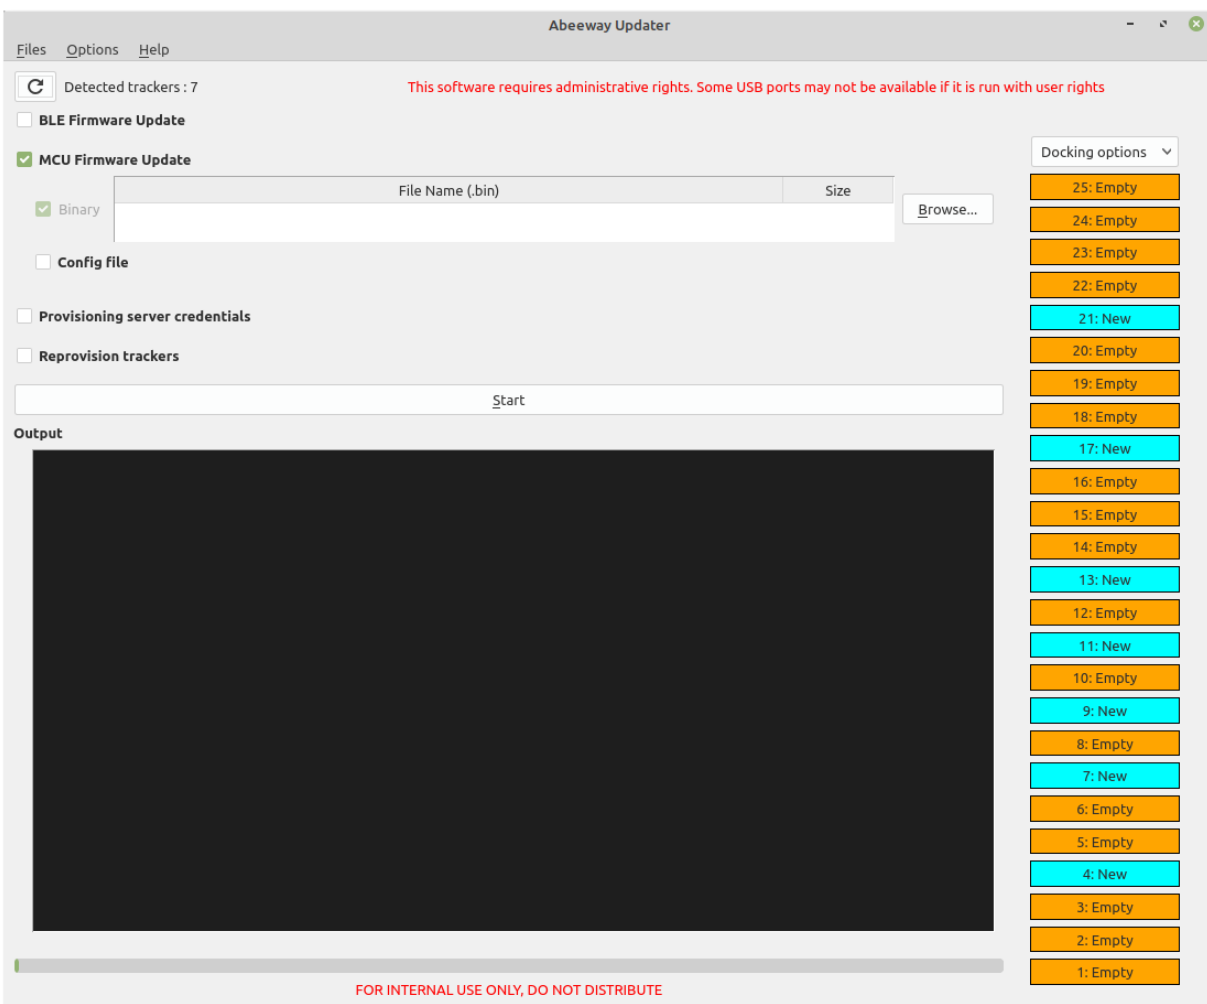 Abeeway Updater
Files Options Help
Detected trackers : 7
This software requires administrative rights. Some USB ports may not be available if it is run with user rights
BLE Firmware Update
MCU Firmware Update
Binary
File Name (.bin) Size
Browse...
Config file
Provisioning server credentials
Reprovision trackers
Start
Output
Docking options
25: Empty
24: Empty
23: Empty
22: Empty
21: New
20: Empty
19: Empty
18: Empty
17: New
16: Empty
15: Empty
14: Empty
13: New
12: Empty
11: New
10: Empty
9: New
8: Empty
7: New
6: Empty
5: Empty
4: New
3: Empty
2: Empty
1: Empty
FOR INTERNAL USE ONLY, DO NOT DISTRIBUTE